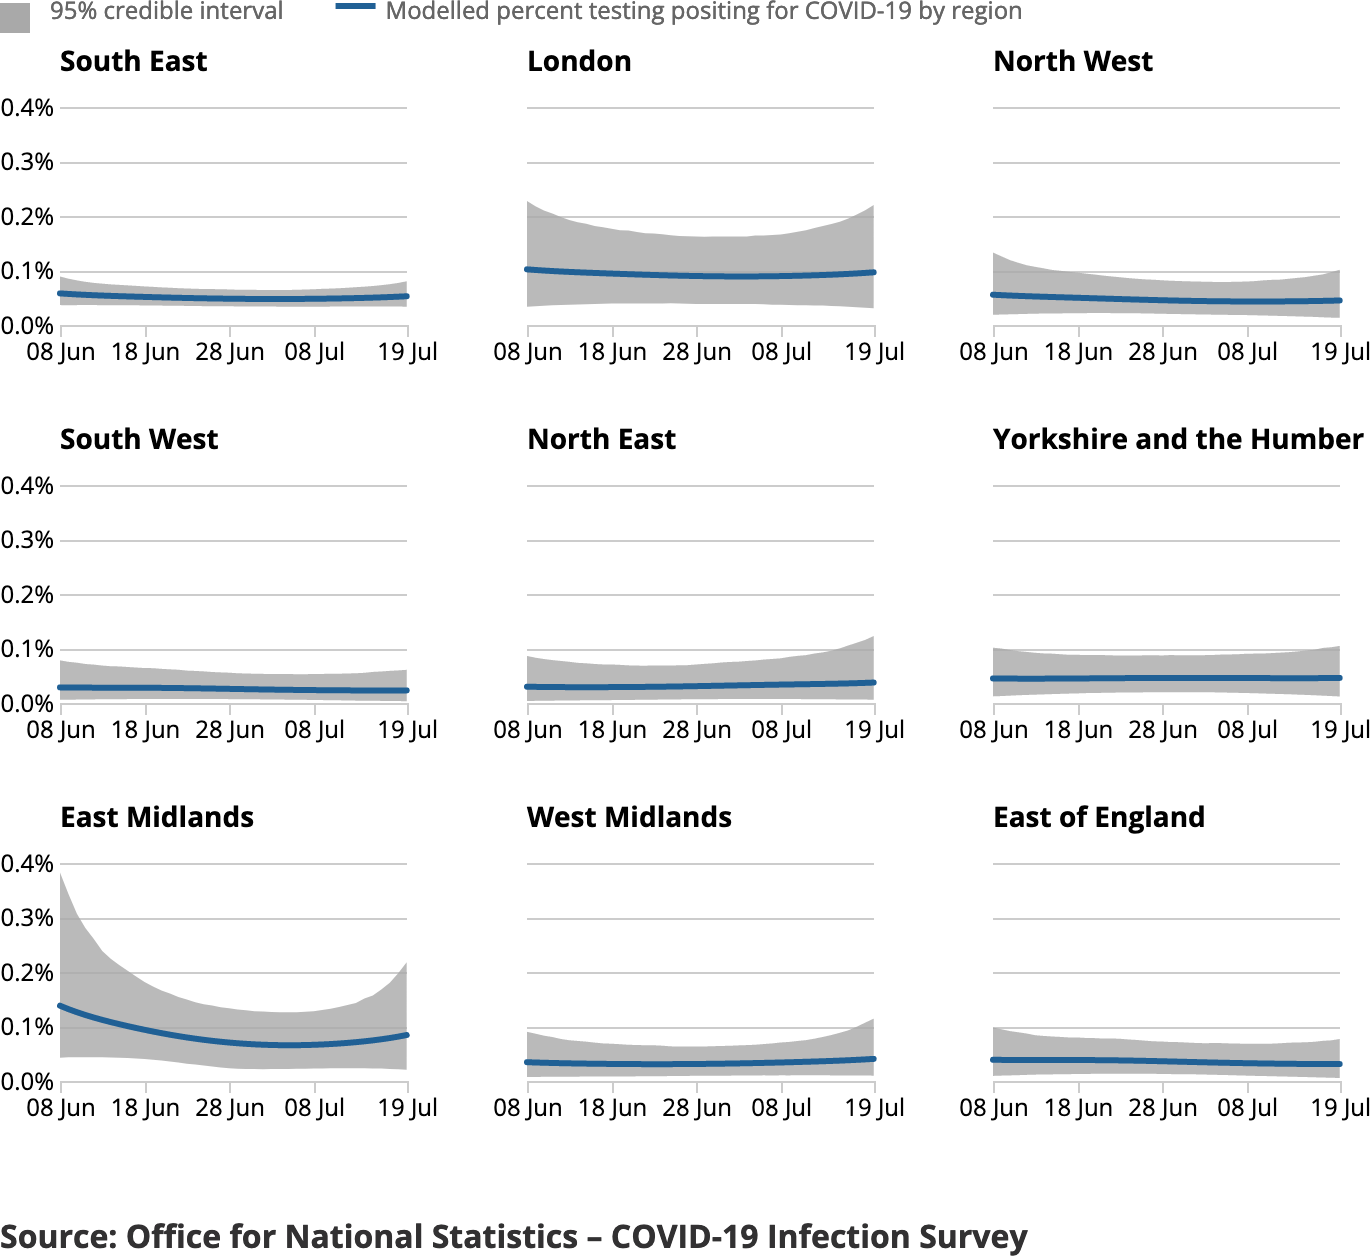 95% credible interval Modelled percent testing positing for COVID-19 by region
South East London North West
0.4%
0.3%
0.2%
0.1%
0.0%
08 Jun 18 Jun 28 Jun 08 Jul 19 Jul 08 Jun 18 Jun 28 Jun 08 Jul 19 Jul 08 Jun 18 Jun 28 Jun 08 Jul 19 Jul
South West North East Yorkshire and the Humber
0.4%
0.3%
0.2%
0.1%
0.0%
08 Jun 18 Jun 28 Jun 08 Jul 19 Jul 08 Jun 18 Jun 28 Jun 08 Jul 19 Jul 08 Jun 18 Jun 28 Jun 08 Jul 19 Jul
East Midlands West Midlands East of England
0.4%
0.3%
0.2%
0.1%
0.0%
08 Jun 18 Jun 28 Jun 08 Jul 19 Jul 08 Jun 18 Jun 28 Jun 08 Jul 19 Jul 08 Jun 18 Jun 28 Jun 08 Jul 19 Jul
Source: Office for National Statistics – COVID-19 Infection Survey